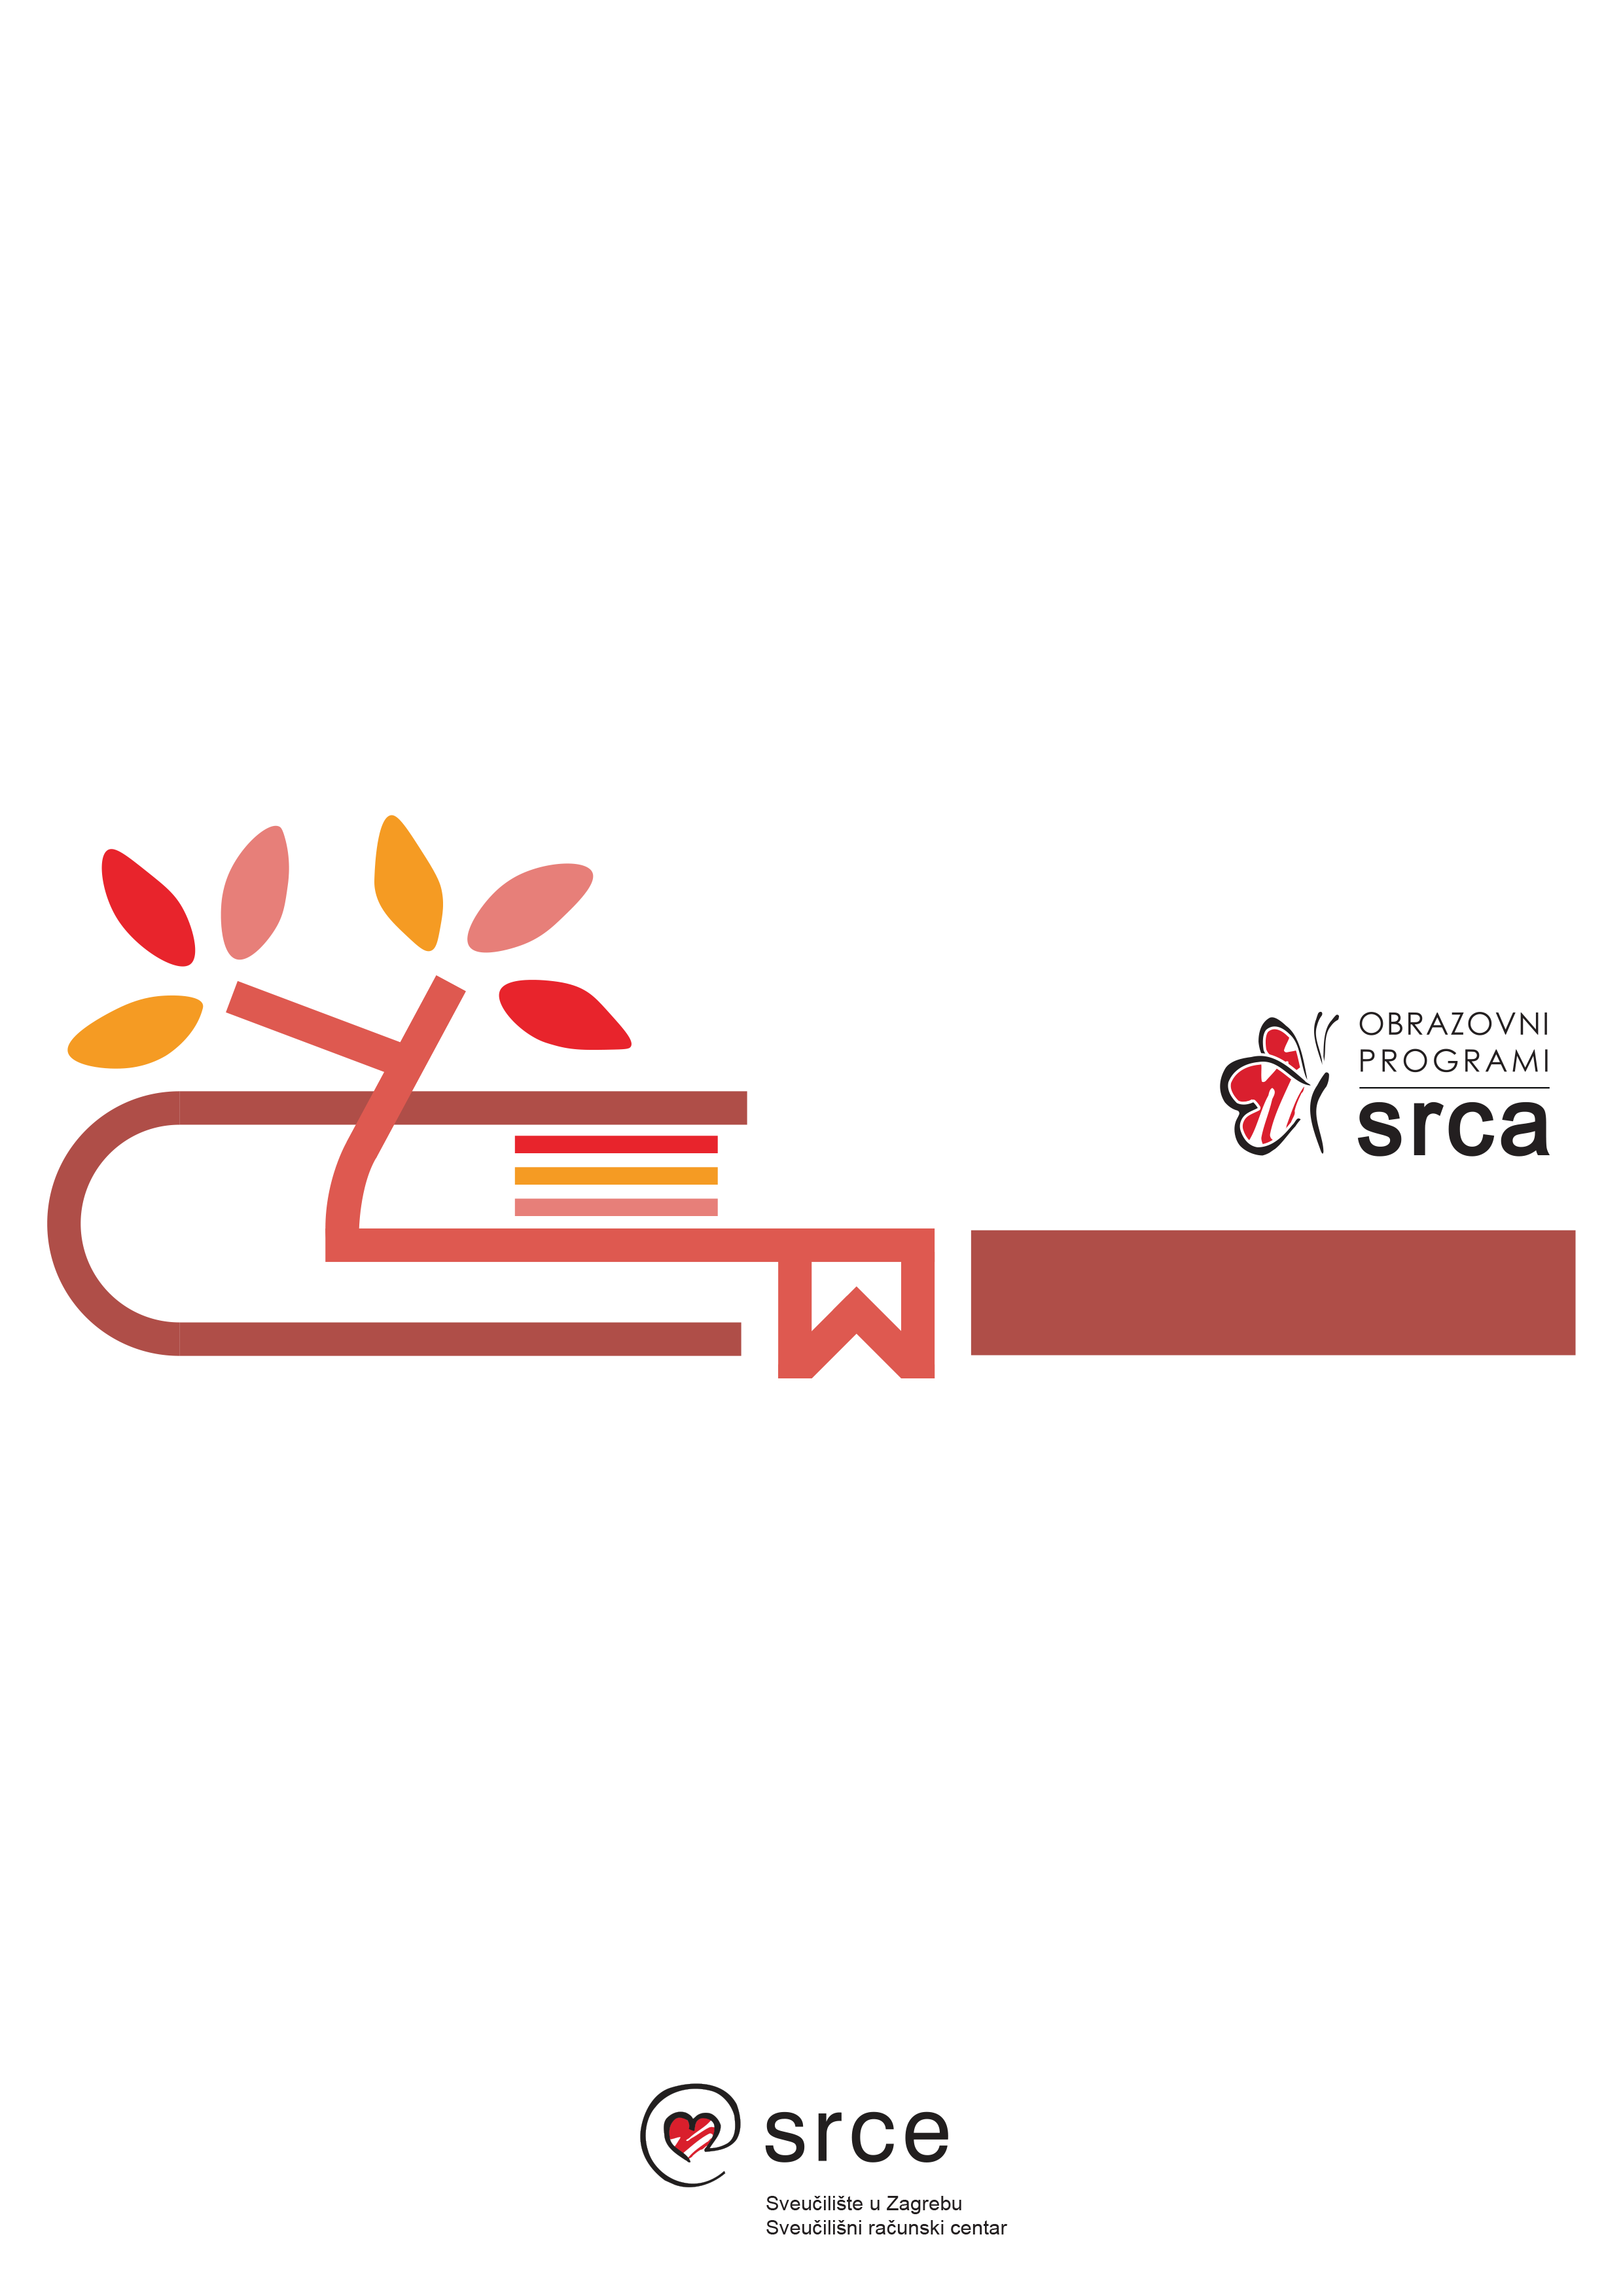 OBRAZOVNI
PROGRAMI
srca
srce
Sveučilište u Zagrebu
Sveučilišni računski centar